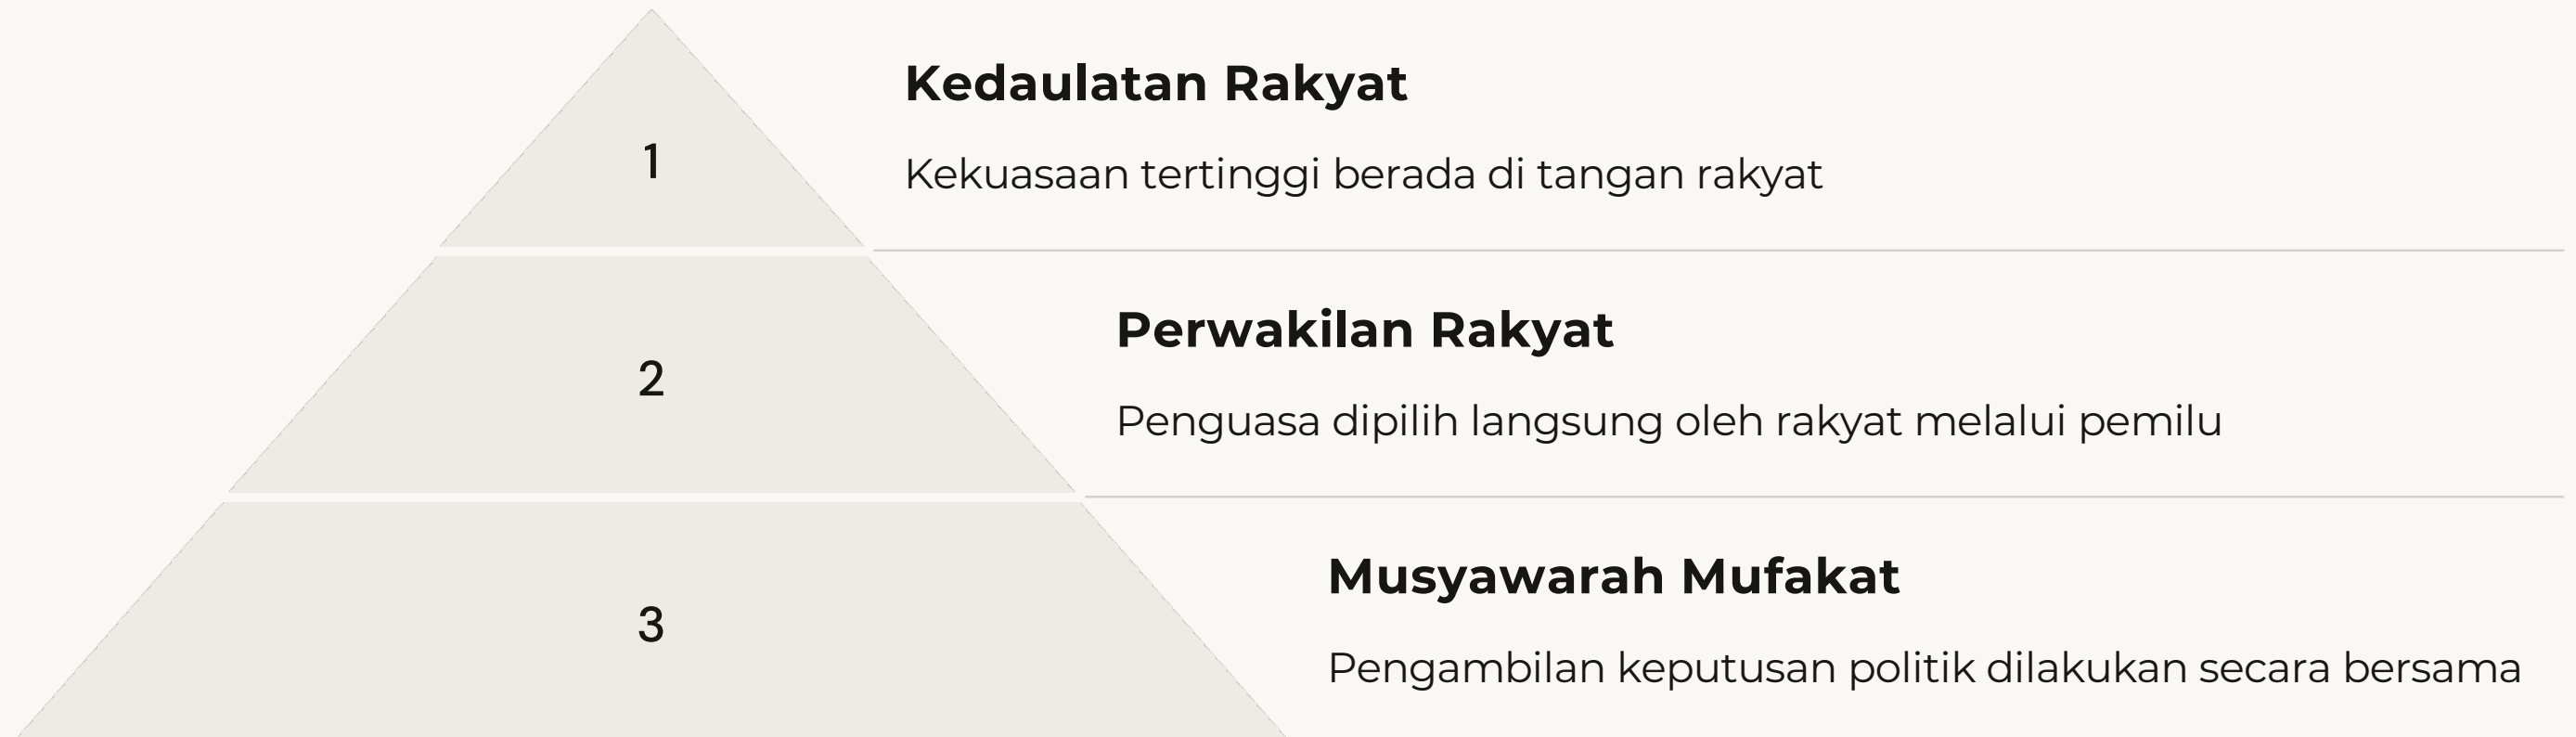 1
Kedaulatan Rakyat
Kekuasaan tertinggi berada di tangan rakyat
2
Perwakilan Rakyat
Penguasa dipilih langsung oleh rakyat melalui pemilu
3
Musyawarah Mufakat
Pengambilan keputusan politik dilakukan secara bersama